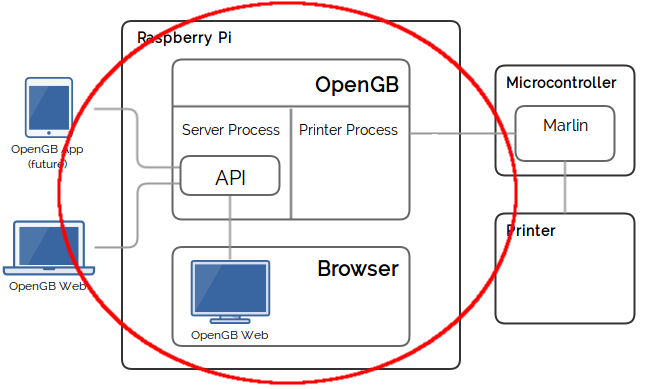 Raspberry Pi
OpenGB
Server Process
Printer Process
API
Microcontroller
Marlin
OpenGB App
(future)
OpenGB Web
Browser
OpenGB Web
Printer